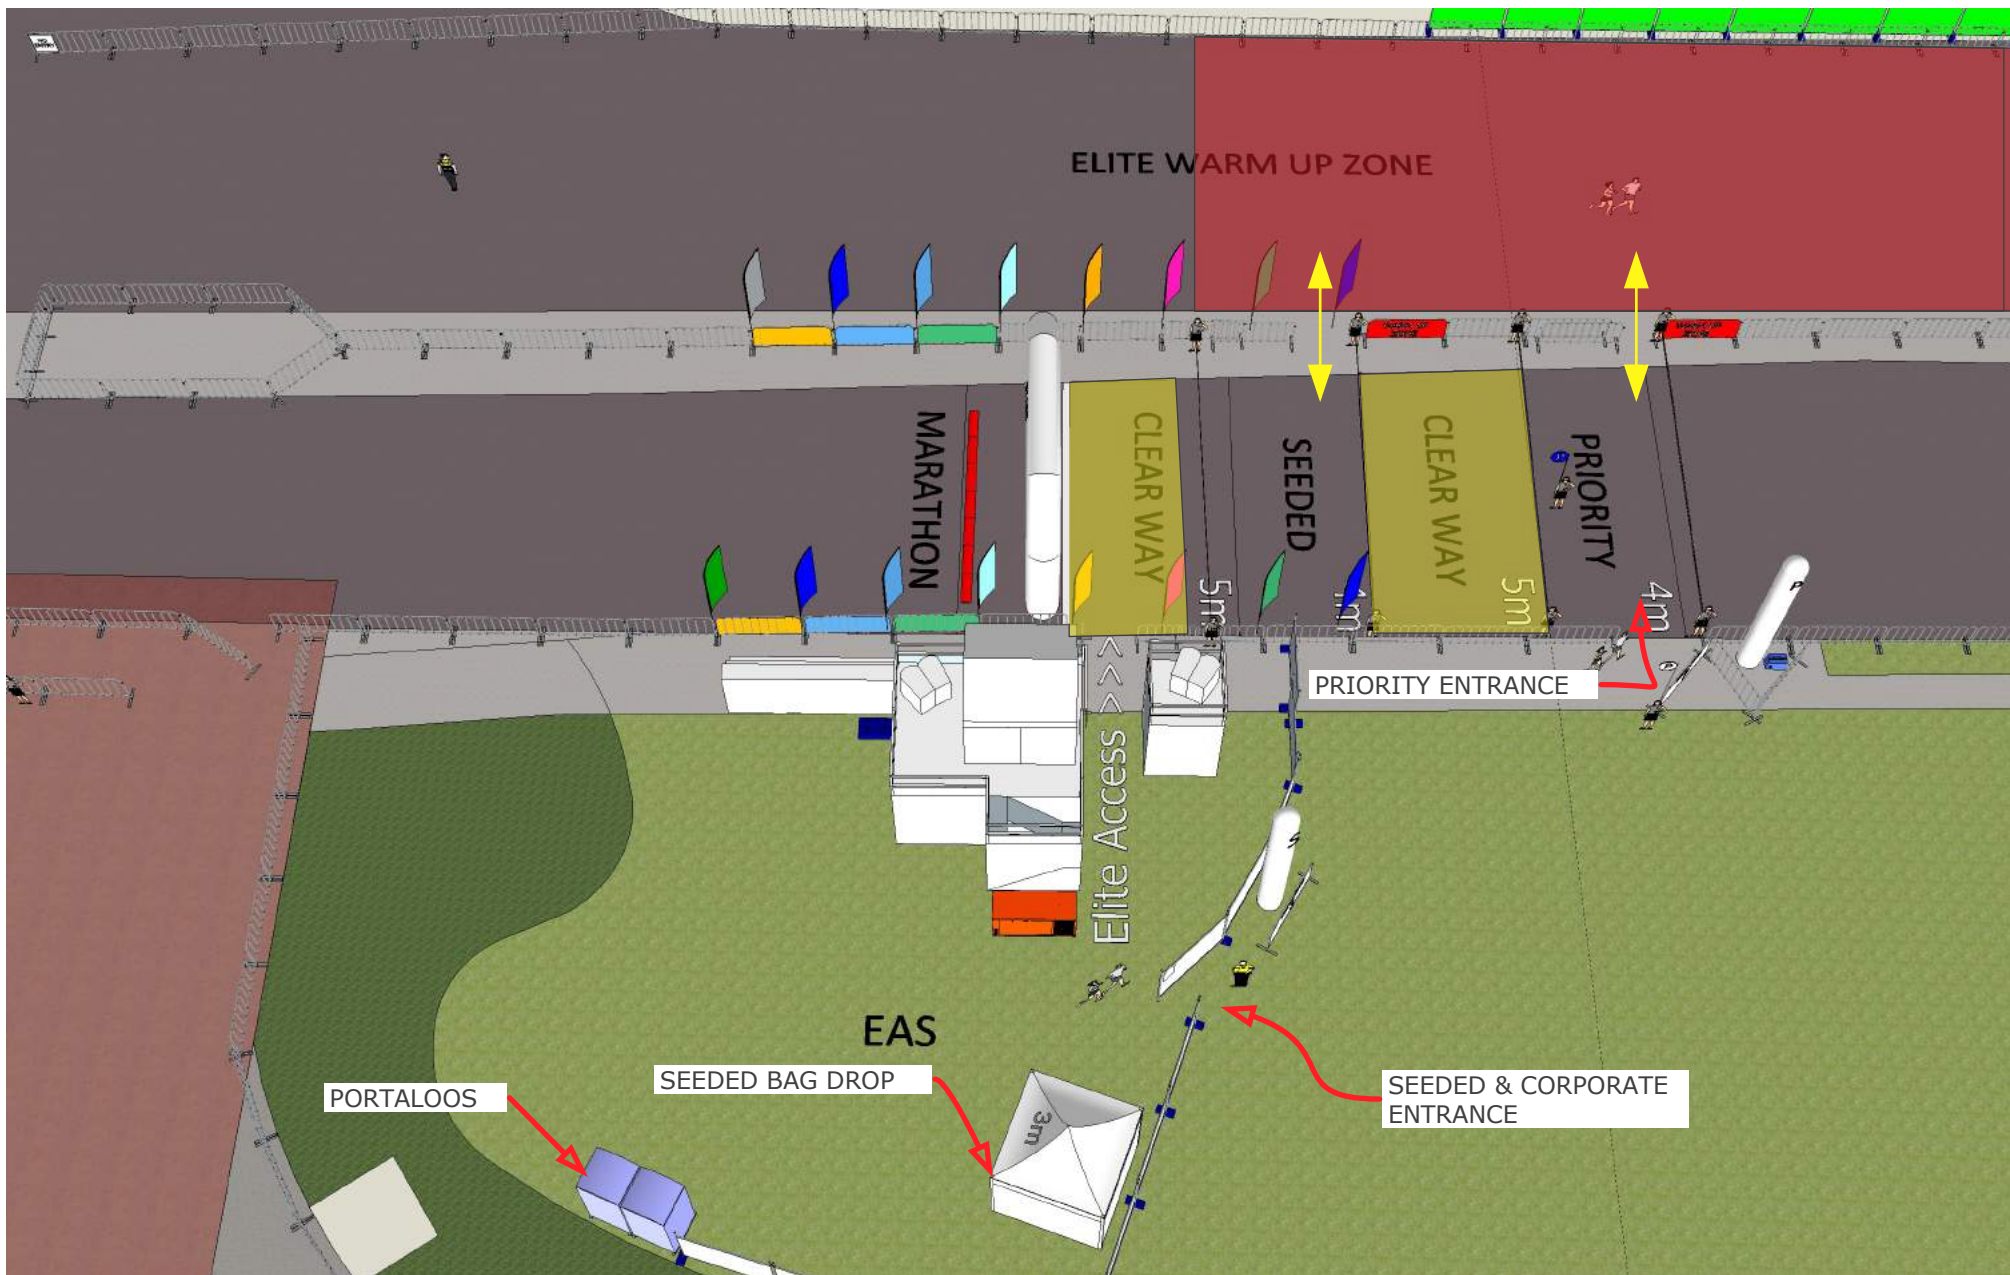 ELITE WARM UP ZONE
MARATHON
CLEAR WAY
SEEDED
CLEAR WAY
PRIORITY
5m
4m
5m
4m
P
P
PRIORITY ENTRANCE
Elite Access >>>>
S
EAS
SEEDED BAG DROP
3m
PORTALOOS
SEEDED & CORPORATE
ENTRANCE